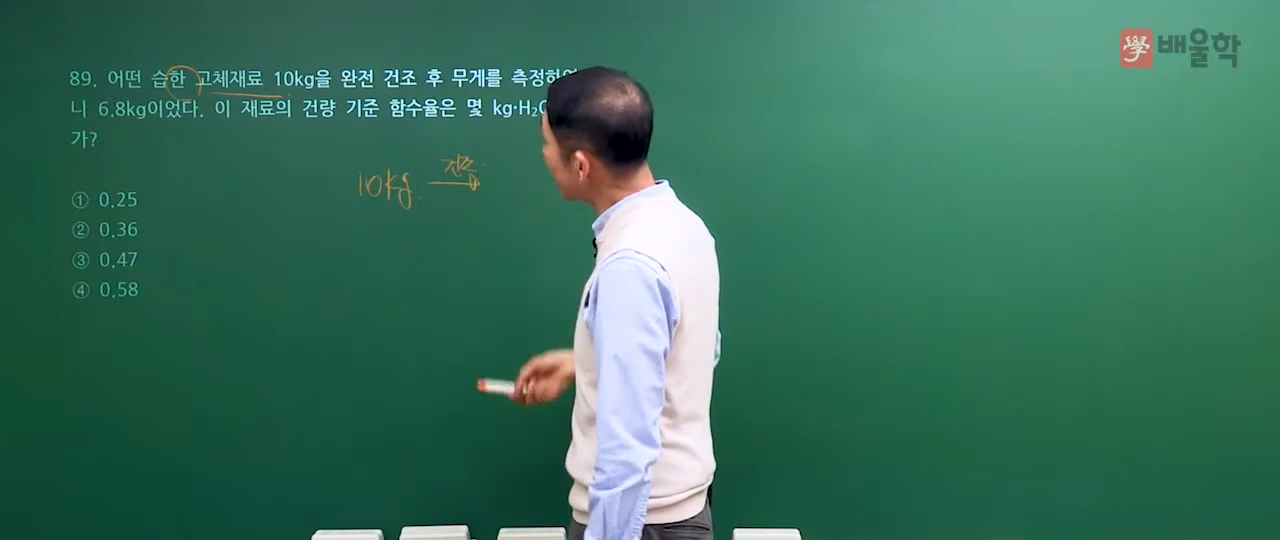 學 배울학
89. 어떤 습한 고체재료 10kg을 완전 건조 후 무게를 측정하였
니 6.8kg이었다. 이 재료의 건량 기준 함수율은 몇 kg·H₂O
가?
10kg 건조
① 0.25
② 0.36
③ 0.47
④ 0.58